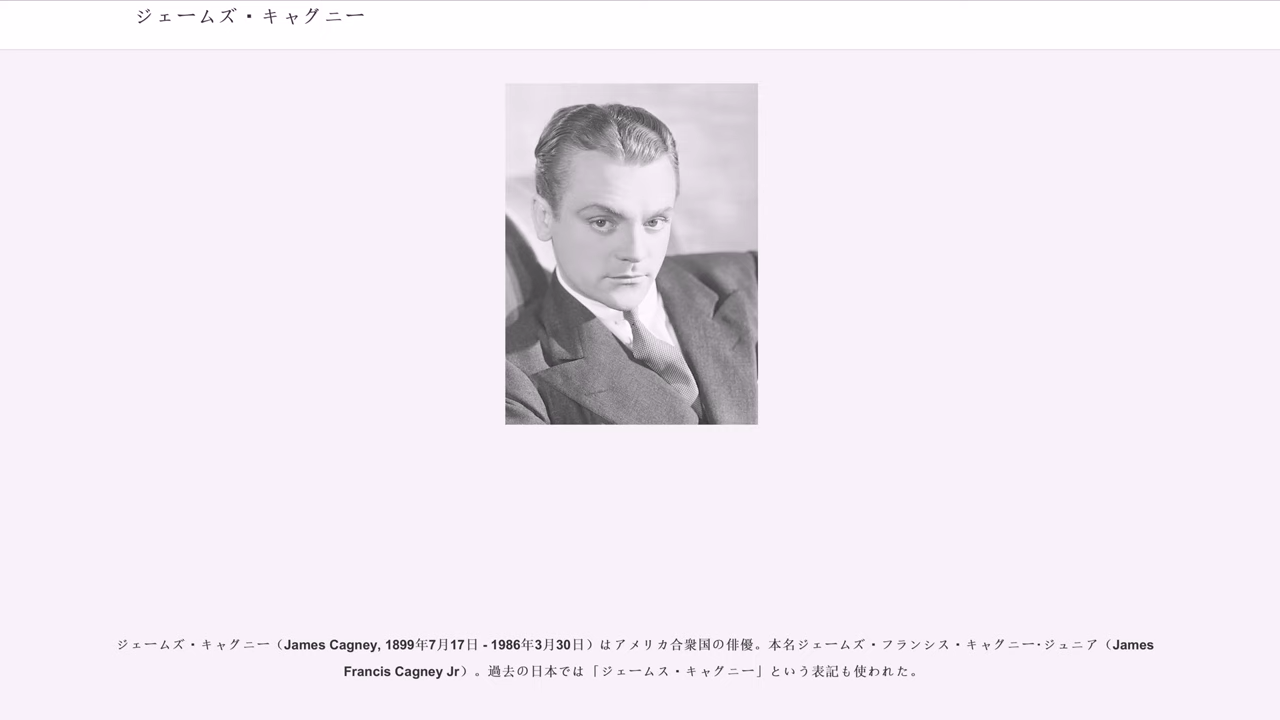 ジェームズ・キャグニー
ジェームズ・キャグニー（James Cagney, 1899年7月17日 - 1986年3月30日）はアメリカ合衆国の俳優。本名ジェームズ・フランシス・キャグニー·ジュニア（James
Francis Cagney Jr）。過去の日本では「ジェームス・キャグニー」という表記も使われた。